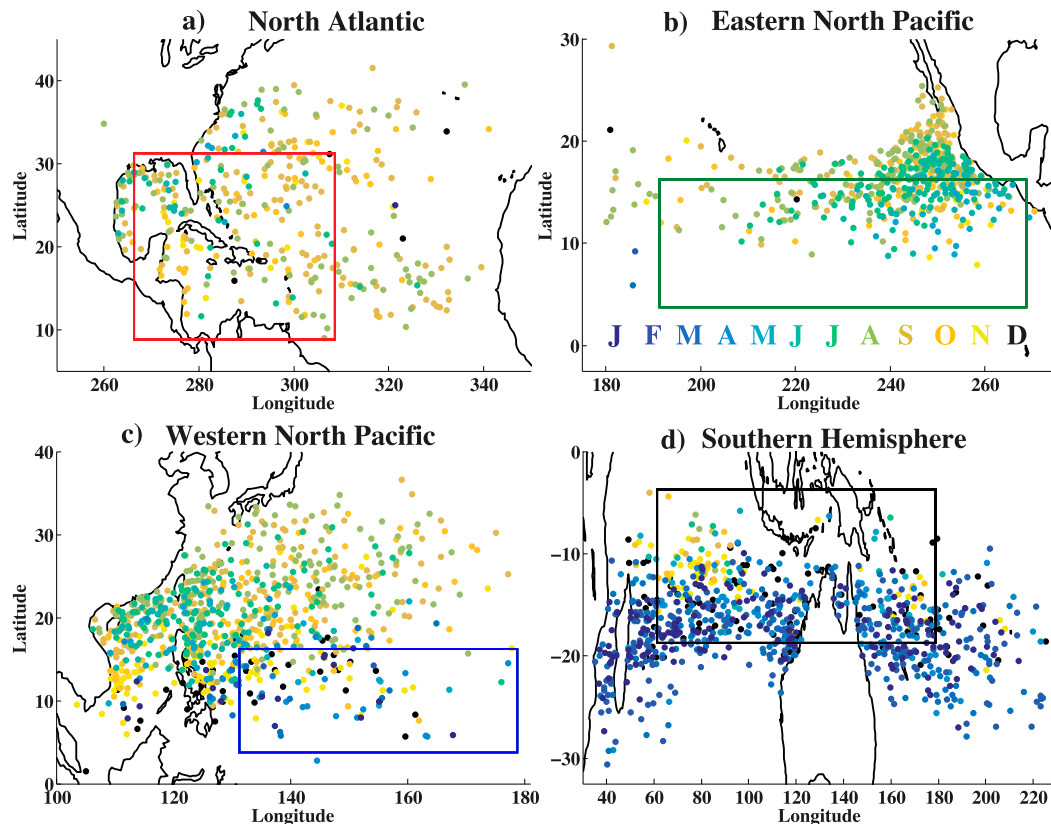 a) North Atlantic
40
30
20
10
Latitude
260 280 300 320 340
Longitude
b) Eastern North Pacific
30
20
10
0
Latitude
J F M A M J J A S O N D
180 200 220 240 260
Longitude
c) Western North Pacific
40
30
20
10
0
Latitude
100 120 140 160 180
Longitude
d) Southern Hemisphere
0
−10
−20
−30
Latitude
40 60 80 100 120 140 160 180 200 220
Longitude